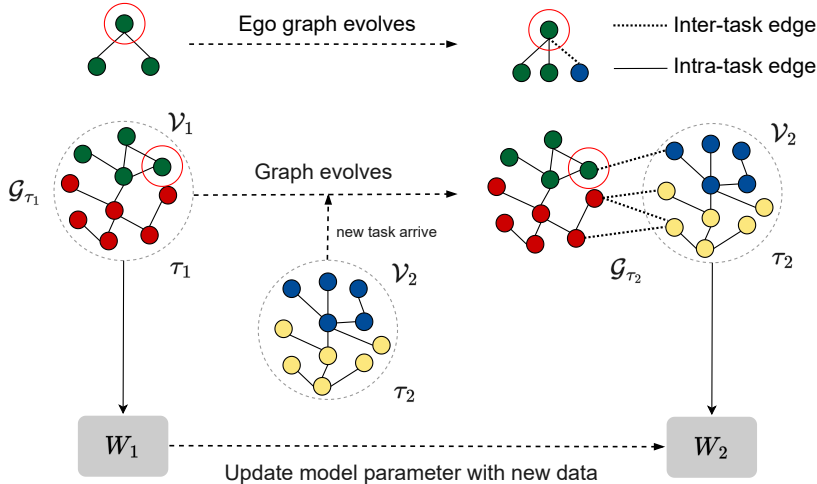 Ego graph evolves
Inter-task edge
Intra-task edge
𝒱₁
𝒱₂
𝒢τ₁
Graph evolves
new task arrive
τ₁
𝒱₂
𝒢τ₂
τ₂
τ₂
W₁
W₂
Update model parameter with new data